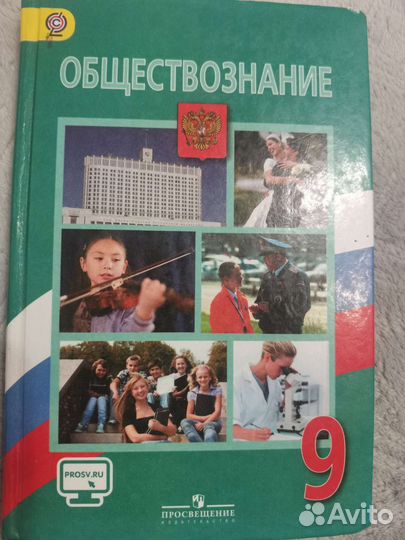 ОБЩЕСТВОЗНАНИЕ
PROSV.RU
ПРОСВЕЩЕНИЕ
ИЗДАТЕЛЬСТВО
9
Avito